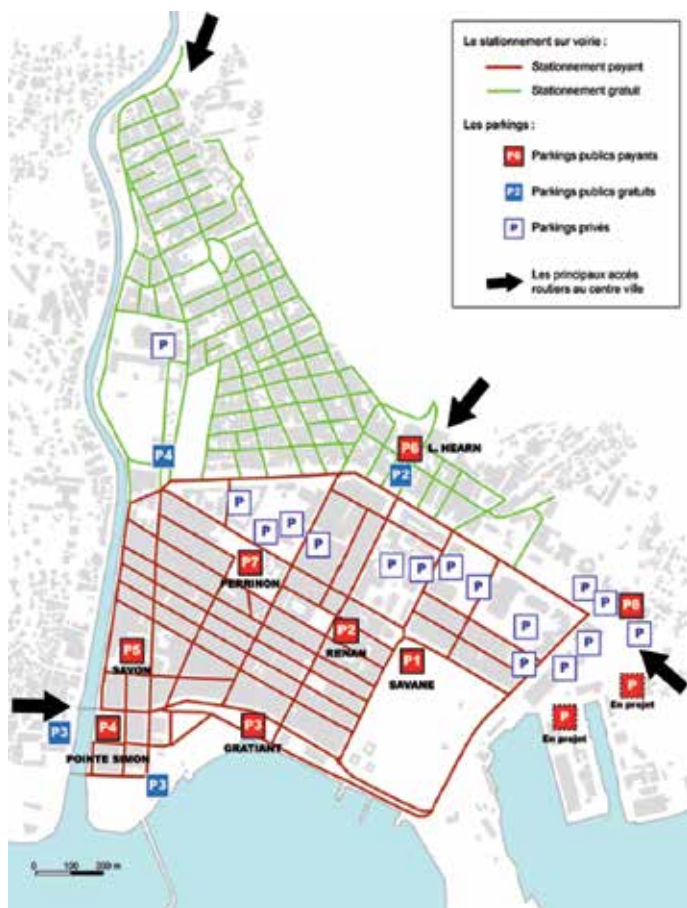 Le stationnement sur voirie :
Stationnement payant
Stationnement gratuit
Les parkings :
P6 Parkings publics payants
P2 Parkings publics gratuits
P Parkings privés
Les principaux accès
routiers au centre ville
P
P6 L. HEARN
P4
P2
P
P
P
P
P7
PERRINON
P
P
P
P
P
P
P6
P
P2
RENAN
P
P5
SAVON
P1
SAVANE
P
P
P
En projet
P
En projet
P3
P4
POINTE SIMON
P3
GRATIANT
P3
0 100 200 m